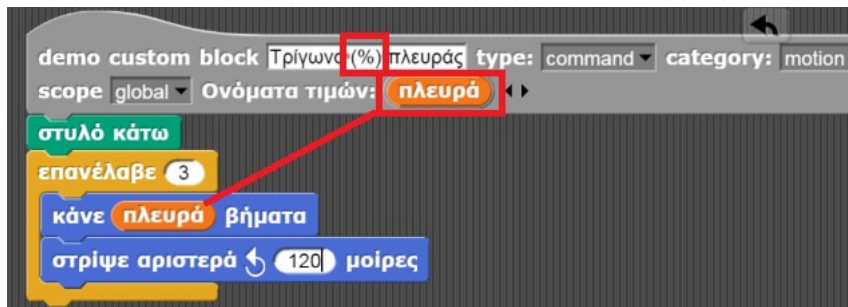 demo custom block Τρίγωνο (%) πλευράς type: command category: motion
scope global Ονόματα τιμών: πλευρά
στυλό κάτω
επανέλαβε 3
κάνε πλευρά βήματα
στρίψε αριστερά 120 μοίρες